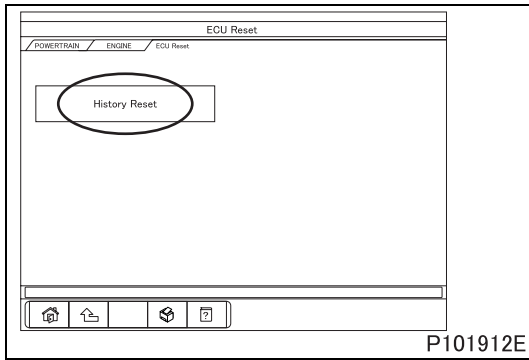 ECU Reset
POWERTRAIN ENGINE ECU Reset
History Reset
?
P101912E